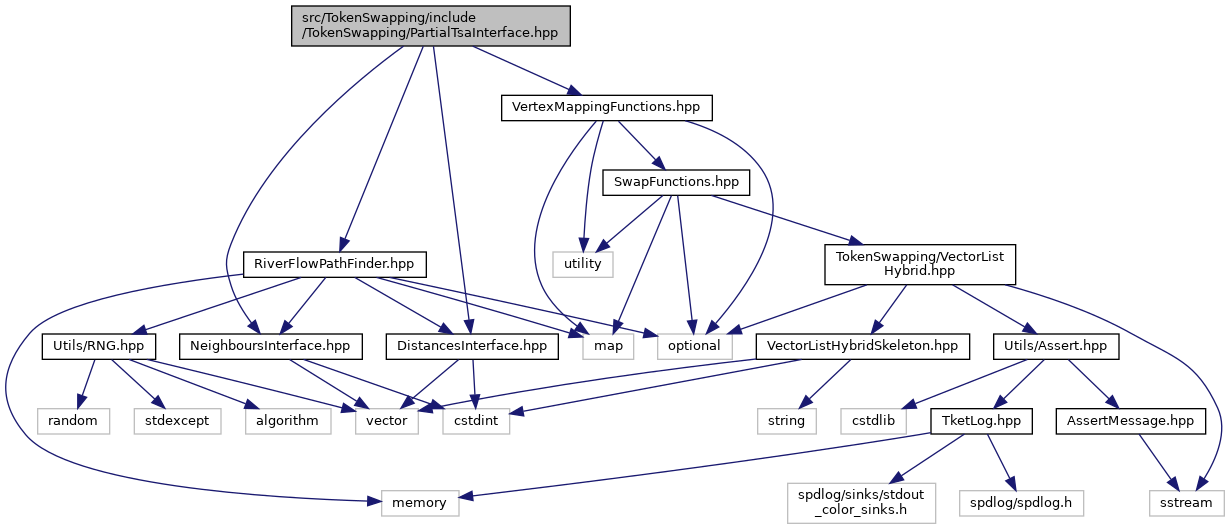 src/TokenSwapping/include
/TokenSwapping/PartialTsaInterface.hpp
VertexMappingFunctions.hpp
SwapFunctions.hpp
RiverFlowPathFinder.hpp
utility
TokenSwapping/VectorList
Hybrid.hpp
Utils/RNG.hpp
NeighboursInterface.hpp
DistancesInterface.hpp
map
optional
VectorListHybridSkeleton.hpp
Utils/Assert.hpp
random
stdexcept
algorithm
vector
cstdint
string
cstdlib
TketLog.hpp
AssertMessage.hpp
memory
spdlog/sinks/stdout
_color_sinks.h
spdlog/spdlog.h
sstream